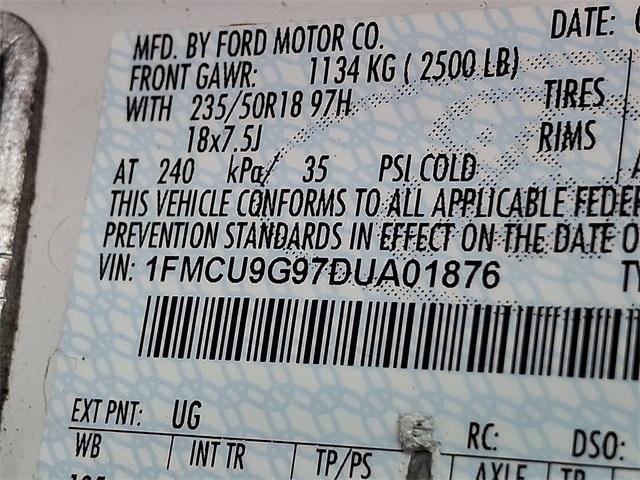 MFD. BY FORD MOTOR CO. DATE:
FRONT GAWR: 1134 KG ( 2500 LB)
WITH 235/50R18 97H TIRES
18x7.5J RIMS
AT 240 kPa/ 35 PSI COLD
THIS VEHICLE CONFORMS TO ALL APPLICABLE FEDER
PREVENTION STANDARDS IN EFFECT ON THE DATE O
VIN: 1FMCU9G97DUA01876 TY
EXT PNT: UG RC: DSO:
WB INT TR TP/PS AXLE TR